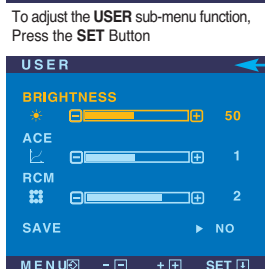 To adjust the USER sub-menu function,
Press the SET Button
USER
BRIGHTNESS
50
ACE
1
RCM
2
SAVE ▶ NO
MENU - + SET